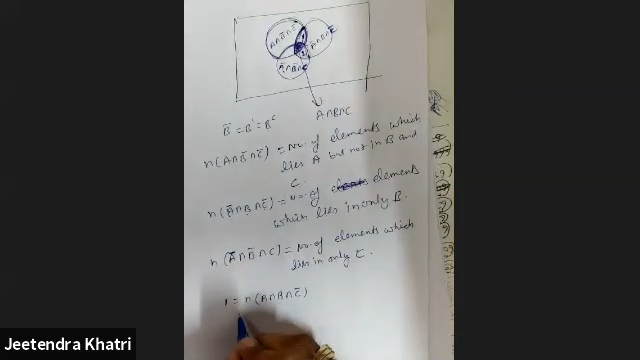 A∩B̄∩C̄
Ā∩B∩C̄
Ā∩B̄∩C
A∩B∩C
B̄ = B' = Bᶜ
n(A∩B̄∩C̄) = No. of elements which
lies A but not in B and
C.
n(Ā∩B∩C̄) = No. of elements
which lies in only B.
n(Ā∩B̄∩C) = No. of elements which
lies in only C.
1 = n(A∩B∩C̄)
Jeetendra Khatri